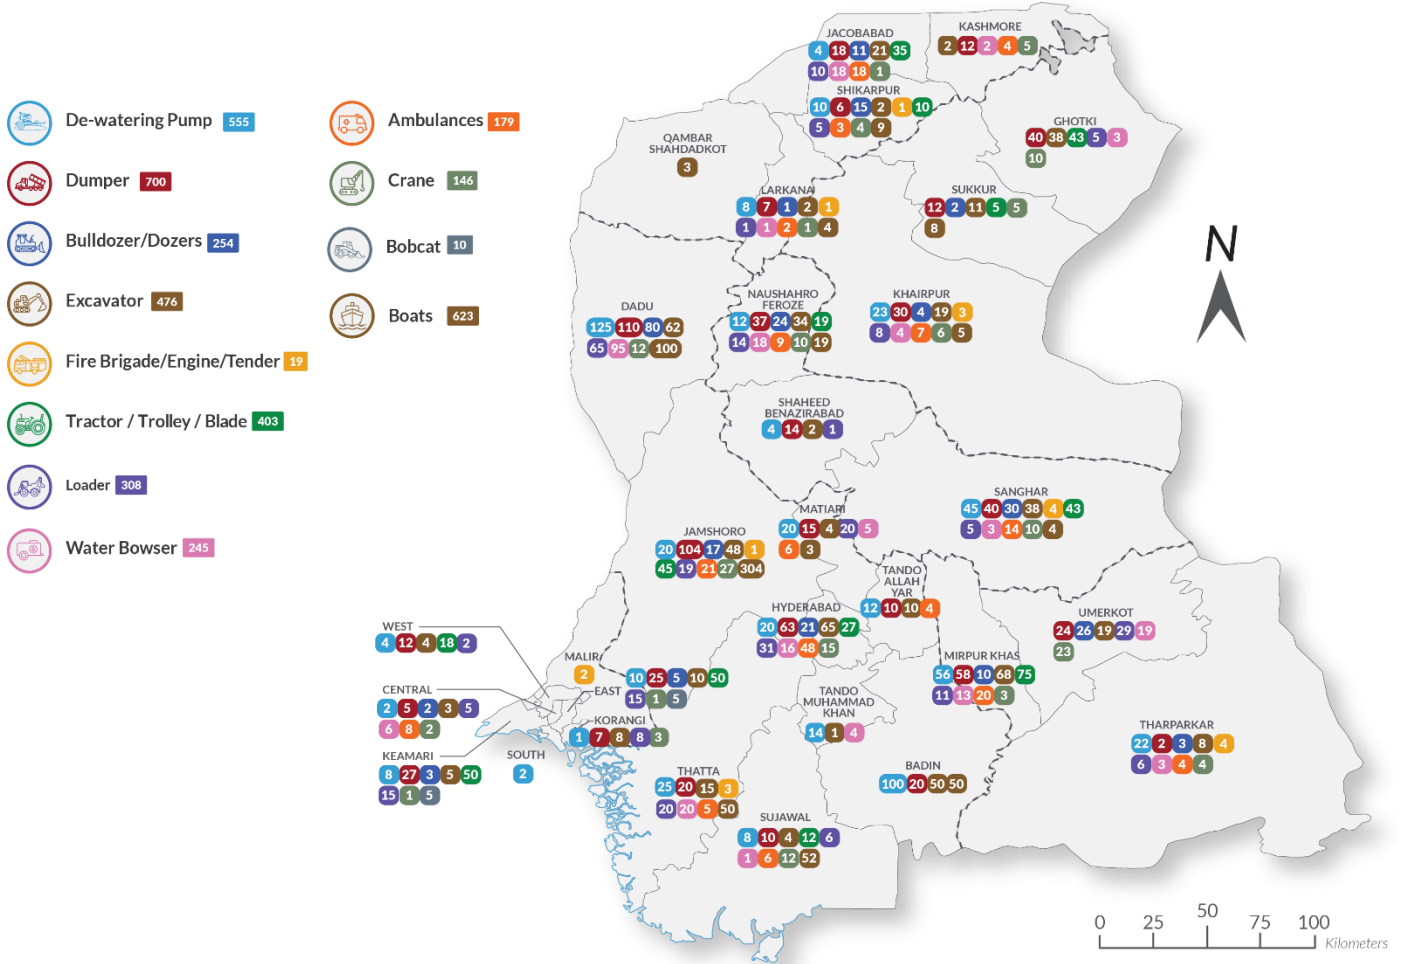 De-watering Pump 555
Dumper 700
Bulldozer/Dozers 254
Excavator 476
Fire Brigade/Engine/Tender 19
Tractor / Trolley / Blade 403
Loader 308
Water Bowser 245
Ambulances 179
Crane 146
Bobcat 10
Boats 623
JACOBABAD
4 18 11 21 35
10 18 18 1
KASHMORE
2 12 2 4 5
SHIKARPUR
10 6 15 2 1 10
5 3 4 9
GHOTKI
40 38 43 5 3
10
QAMBAR
SHAHDADKOT
3
LARKANA
8 7 1 2 1
1 1 2 1 4
SUKKUR
12 2 11 5 5
8
DADU
125 110 80 62
65 95 12 100
NAUSHAHRO
FEROZE
12 37 24 34 19
14 18 9 10 19
KHAIRPUR
23 30 4 19 3
8 4 7 6 5
SHAHEED
BENAZIRABAD
4 14 2 1
SANGHAR
45 40 30 38 4 43
5 3 14 10 4
MATIARI
20 15 4 20 5
6 3
JAMSHORO
20 104 17 48 1
45 19 21 27 304
TANDO
ALLAH
YAR
12 10 10 4
HYDERABAD
20 63 21 65 27
31 16 48 15
UMERKOT
24 26 19 29 19
23
MIRPUR KHAS
56 58 10 68 75
11 13 20 3
WEST
4 12 4 18 2
MALIR
2
CENTRAL
2 5 2 3 5
6 8 2
EAST
10 25 5 10 50
15 1 5
KORANGI
1 7 8 8 3
KEAMARI
8 27 3 5 50
15 1 5
SOUTH
2
TANDO
MUHAMMAD
KHAN
14 1 4
THARPARKAR
22 2 3 8 4
6 3 4 4
BADIN
100 20 50 50
THATTA
25 20 15 3
20 20 5 50
SUJAWAL
8 10 4 12 6
1 6 12 52
N
0 25 50 75 100
Kilometers